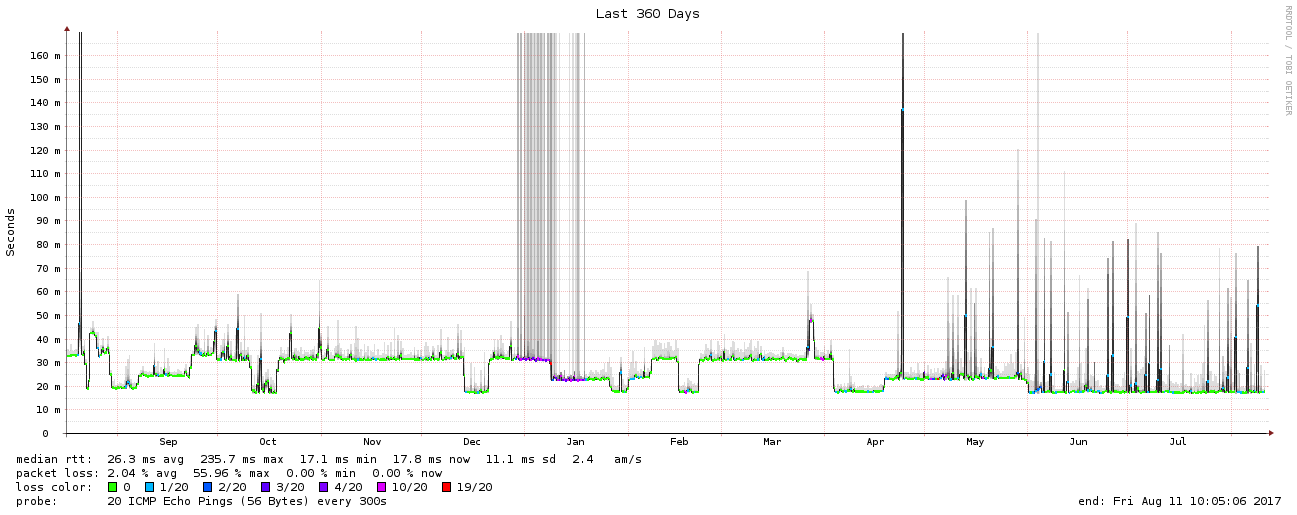 Last 360 Days
RRDTOOL / TOBI OETIKER
Seconds
160 m
150 m
140 m
130 m
120 m
110 m
100 m
90 m
80 m
70 m
60 m
50 m
40 m
30 m
20 m
10 m
0
Sep Oct Nov Dec Jan Feb Mar Apr May Jun Jul
median rtt: 26.3 ms avg 235.7 ms max 17.1 ms min 17.8 ms now 11.1 ms sd 2.4 am/s
packet loss: 2.04 % avg 55.96 % max 0.00 % min 0.00 % now
loss color: 0 1/20 2/20 3/20 4/20 10/20 19/20
probe: 20 ICMP Echo Pings (56 Bytes) every 300s end: Fri Aug 11 10:05:06 2017